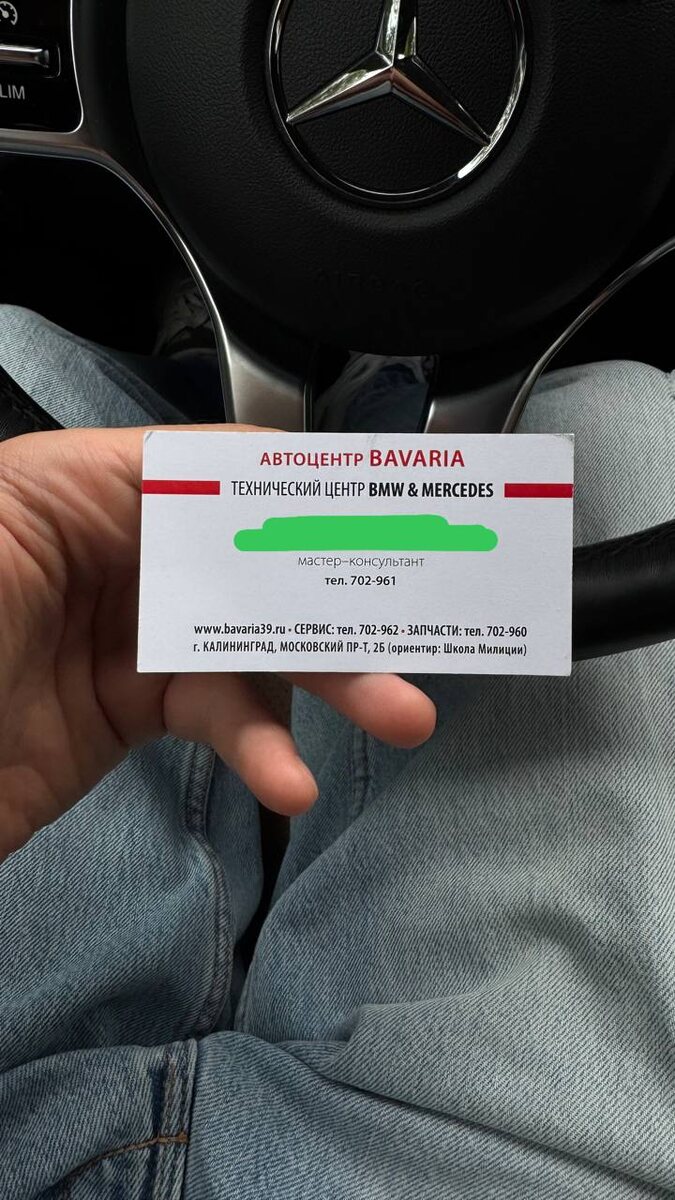 LIM
АВТОЦЕНТР BAVARIA
ТЕХНИЧЕСКИЙ ЦЕНТР BMW & MERCEDES
мастер–консультант
тел. 702-961
www.bavaria39.ru • СЕРВИС: тел. 702-962 • ЗАПЧАСТИ: тел. 702-960
г. КАЛИНИНГРАД, МОСКОВСКИЙ ПР-Т, 2Б (ориентир: Школа Милиции)